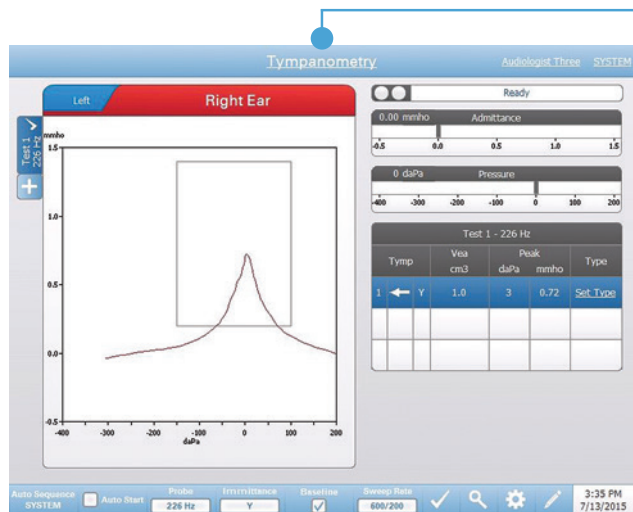 Tympanometry
Audiologist Three SYSTEM
Left Right Ear
Test 1
226 Hz
+
mmho
1.5
1.0
0.5
0.0
-0.5
-400 -300 -200 -100 0 100 200
daPa
Ready
0.00 mmho Admittance
-0.5 0.0 0.5 1.0 1.5
0 daPa Pressure
-400 -300 -200 -100 0 100 200
Test 1 - 226 Hz
Tymp Vea cm3 Peak Type
daPa mmho
1 Y 1.0 3 0.72 Set Type
Auto Sequence
SYSTEM
Auto Start
Probe
226 Hz
Immittance
Y
Baseline
Sweep Rate
600/200
3:35 PM
7/13/2015